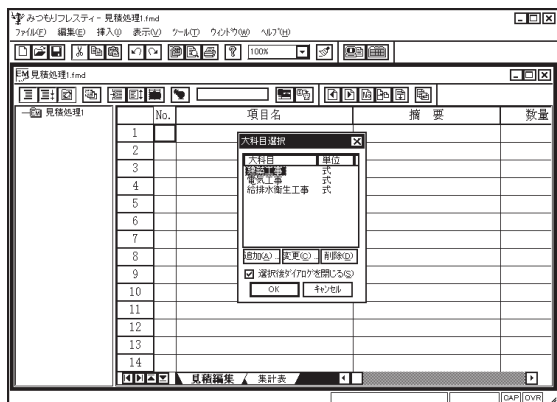 みつもりフレスティ - 見積処理1.fmd
ファイル(F) 編集(E) 挿入(I) 表示(V) ツール(T) ウィンドウ(W) ヘルプ(H)
100%
EM 見積処理1.fmd
EM 見積処理1
No. 項目名 摘 要 数量
1
2
3
4
5
6
7
8
9
10
11
12
13
14
大科目選択
大科目 単位
建築工事 式
電気工事 式
給排水衛生工事 式
追加(A)... 変更(C)... 削除(D)
選択後ダイアログを閉じる(S)
OK キャンセル
見積編集 集計表
CAP OVR